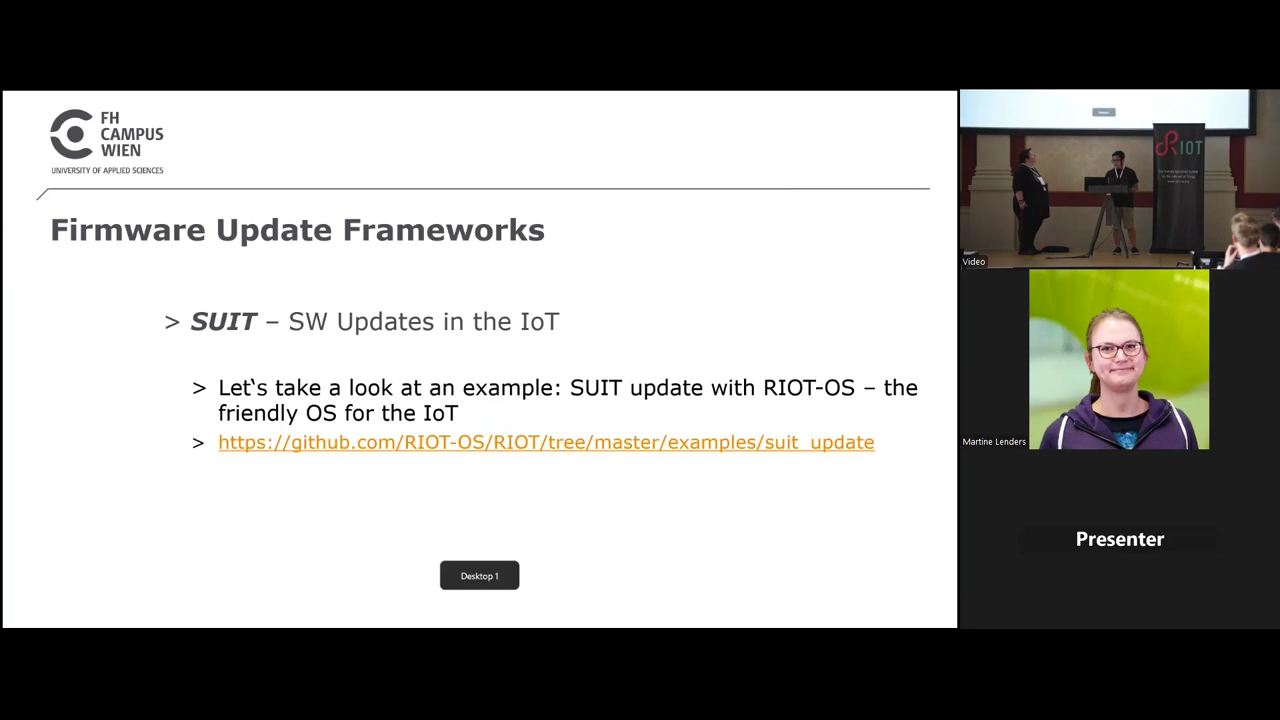 FH
CAMPUS
WIEN
UNIVERSITY OF APPLIED SCIENCES
Firmware Update Frameworks
> SUIT – SW Updates in the IoT
> Let‘s take a look at an example: SUIT update with RIOT-OS – the
friendly OS for the IoT
> https://github.com/RIOT-OS/RIOT/tree/master/examples/suit_update
Desktop 1
RIOT
Video
Martine Lenders
Presenter